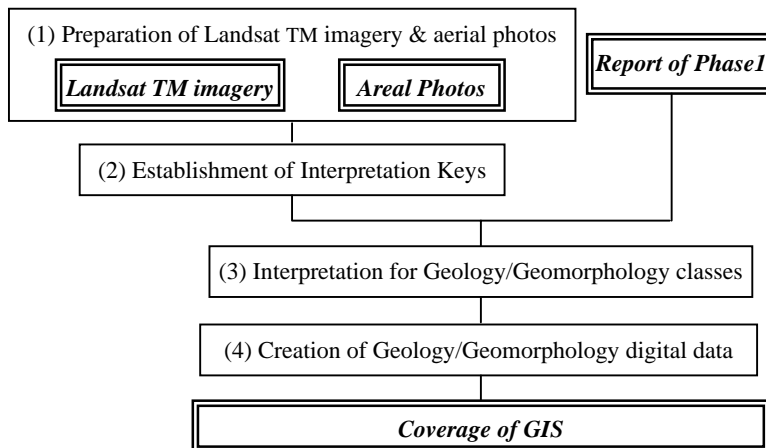 (1) Preparation of Landsat TM imagery & aerial photos
Landsat TM imagery
Areal Photos
Report of Phase1
(2) Establishment of Interpretation Keys
(3) Interpretation for Geology/Geomorphology classes
(4) Creation of Geology/Geomorphology digital data
Coverage of GIS